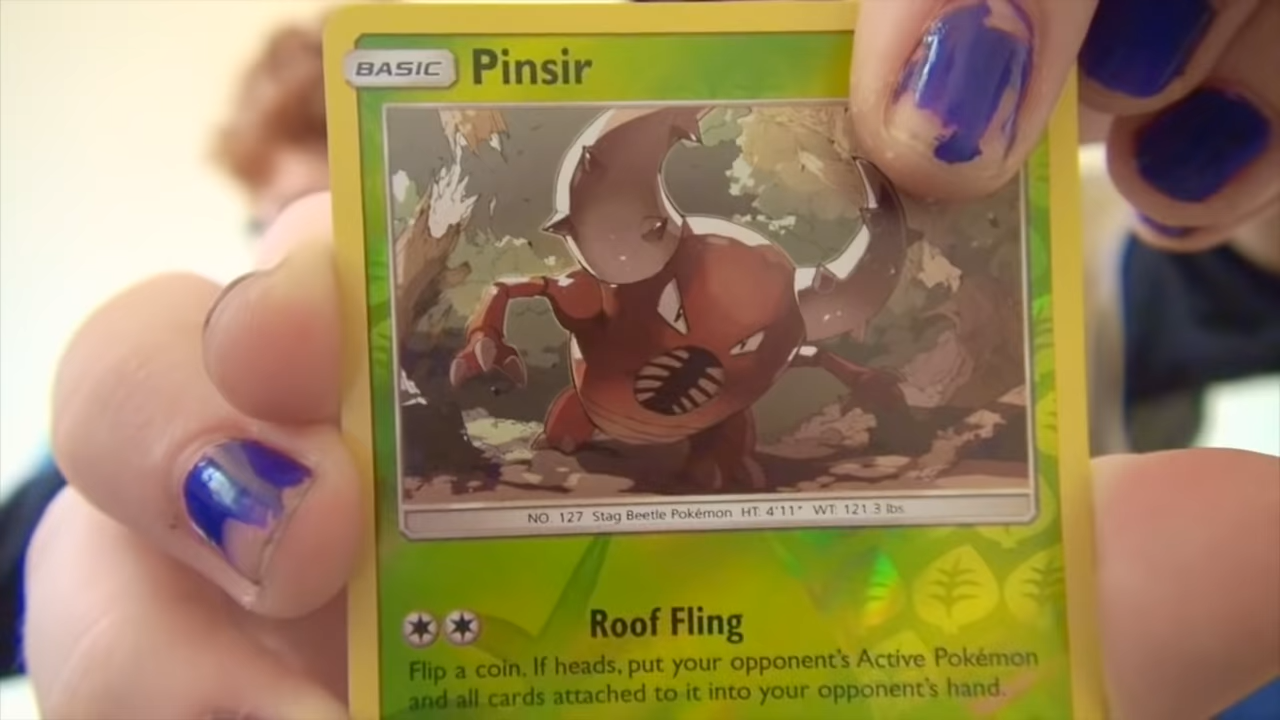 BASIC Pinsir
NO. 127 Stag Beetle Pokémon HT: 4'11" WT: 121.3 lbs
Roof Fling
Flip a coin. If heads, put your opponent's Active Pokémon
and all cards attached to it into your opponent's hand.